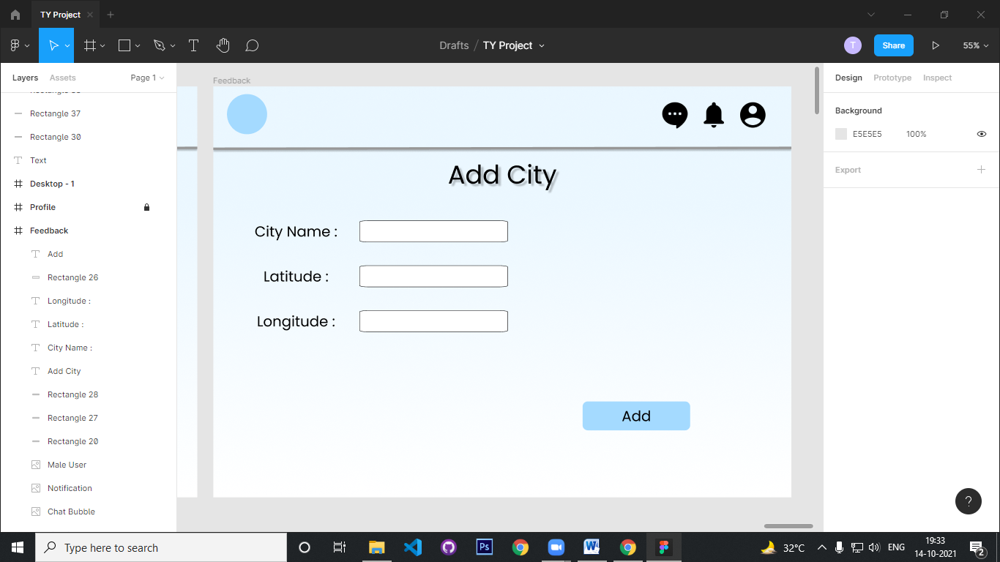 TY Project
Drafts / TY Project
T
Share
55%
Layers
Assets
Page 1
Rectangle 37
Rectangle 30
Text
Desktop - 1
Profile
Feedback
Add
Rectangle 26
Longitude :
Latitude :
City Name :
Add City
Rectangle 28
Rectangle 27
Rectangle 20
Male User
Notification
Chat Bubble
Feedback
Add City
City Name :
Latitude :
Longitude :
Add
Design
Prototype
Inspect
Background
E5E5E5
100%
Export
?
Type here to search
Ps
W
32°C
ENG
19:33
14-10-2021
2